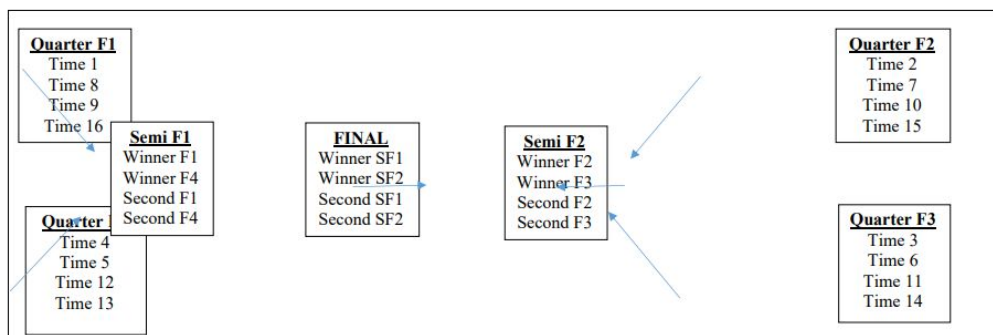 Quarter F1
Time 1
Time 8
Time 9
Time 16
Semi F1
Winner F1
Winner F4
Second F1
Second F4
Quarter
Time 4
Time 5
Time 12
Time 13
FINAL
Winner SF1
Winner SF2
Second SF1
Second SF2
Semi F2
Winner F2
Winner F3
Second F2
Second F3
Quarter F2
Time 2
Time 7
Time 10
Time 15
Quarter F3
Time 3
Time 6
Time 11
Time 14